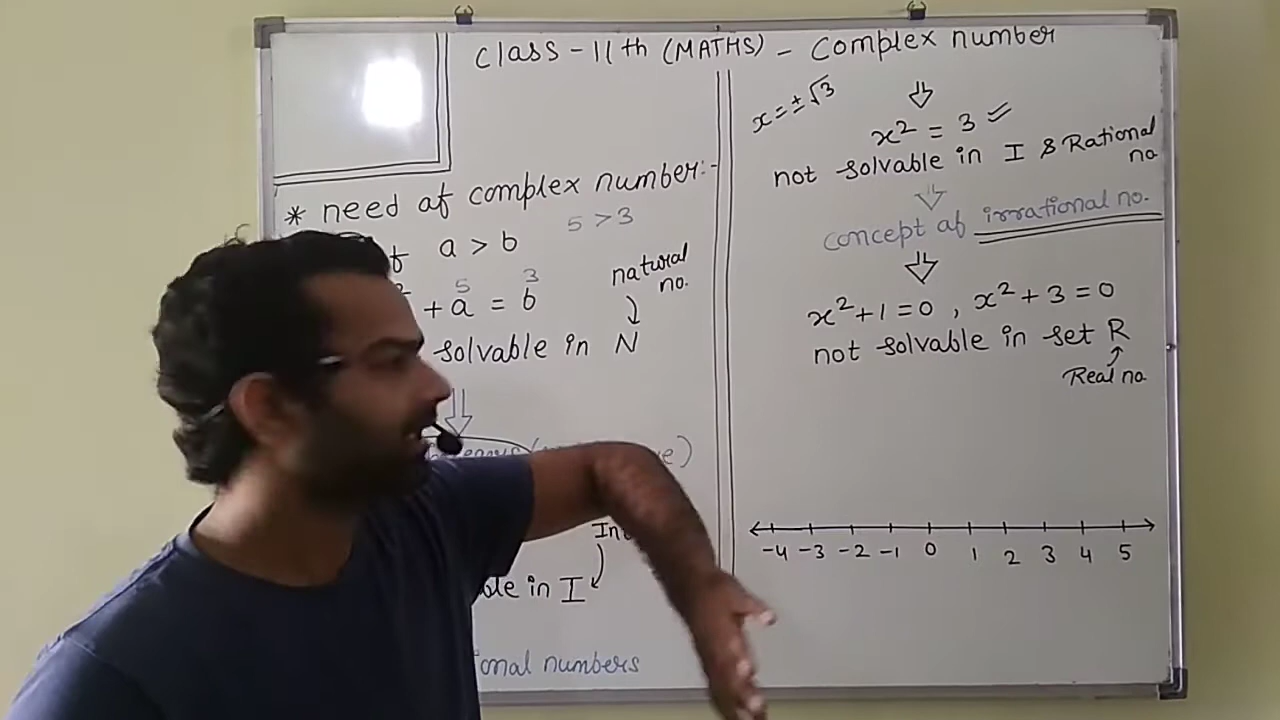 Class - 11th (MATHS) - Complex number
* need of complex number:-
5 > 3
a > b
5 3
+ a = b
natural
no.
solvable in N
Int
in I
numbers
x = ± √3
x² = 3
not solvable in I & Rational
no
concept of irrational no.
x² + 1 = 0 , x² + 3 = 0
not solvable in set R
Real no.
-4 -3 -2 -1 0 1 2 3 4 5